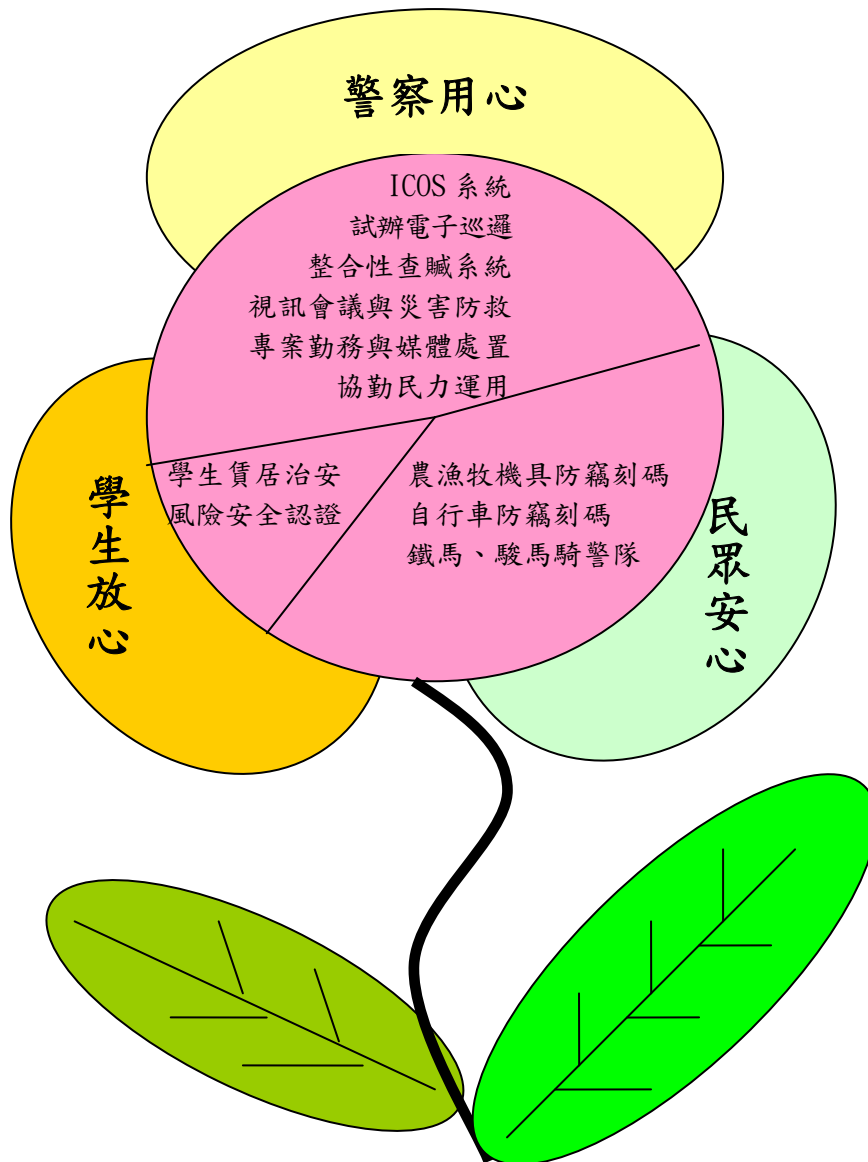 警察用心
ICOS 系統
試辦電子巡邏
整合性查贓系統
視訊會議與災害防救
專案勤務與媒體處置
協勤民力運用
學生賃居治安
風險安全認證
農漁牧機具防竊刻碼
自行車防竊刻碼
鐵馬、駿馬騎警隊
學生放心
民眾安心